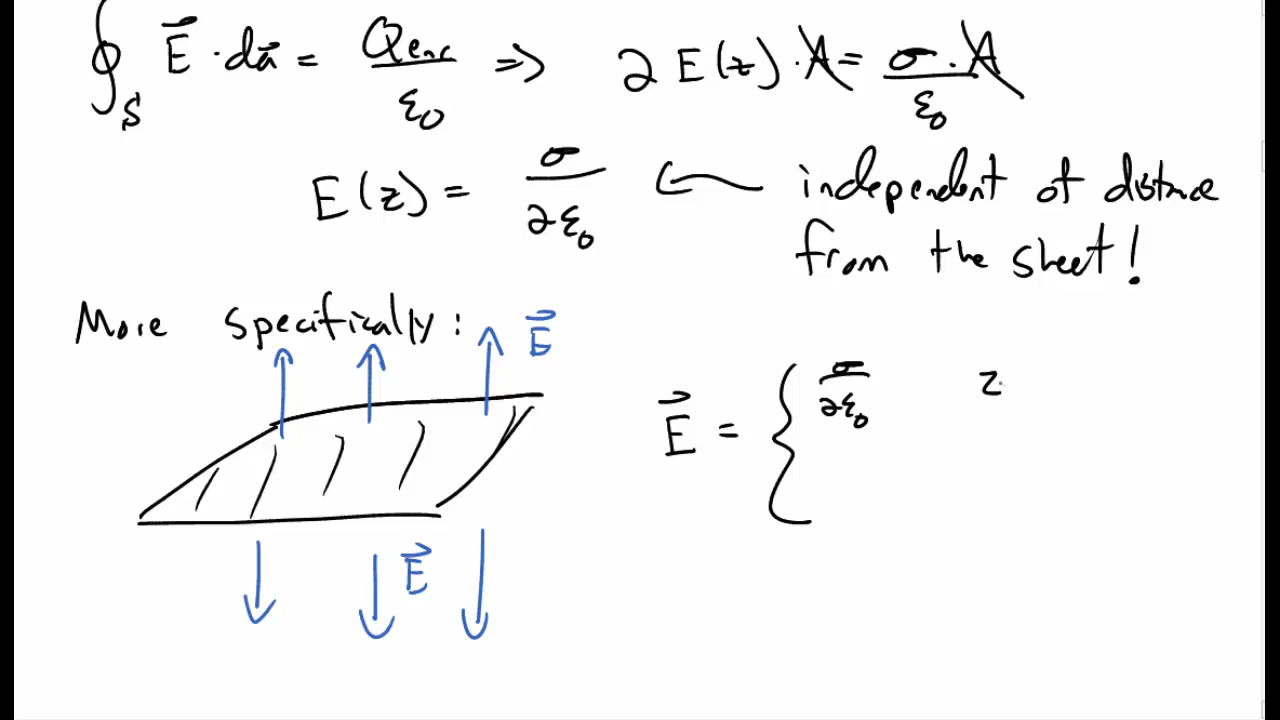 ∮_S E⃗ · da⃗ = Q_enc / ε₀ ⇒ 2 E(z) · A = σ · A / ε₀
E(z) = σ / 2ε₀ ← independent of distance
from the sheet!
More specifically:
E⃗
E⃗ = { σ / 2ε₀ z
E⃗